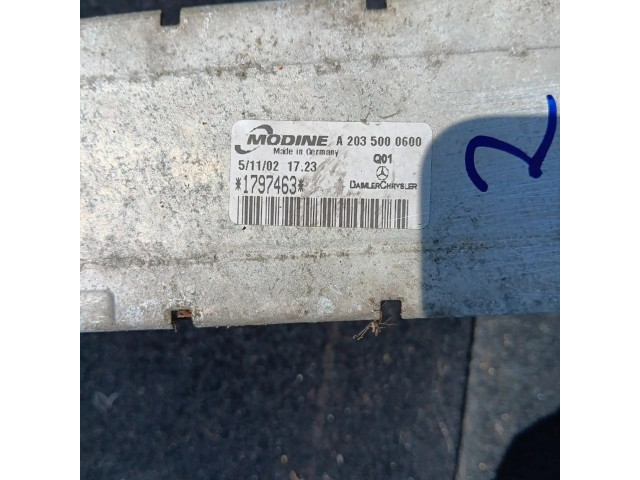 MODINE A 203 500 0600
Made in Germany
Q01
5/11/02 17.23
*1797463*
DAIMLERCHRYSLER
2